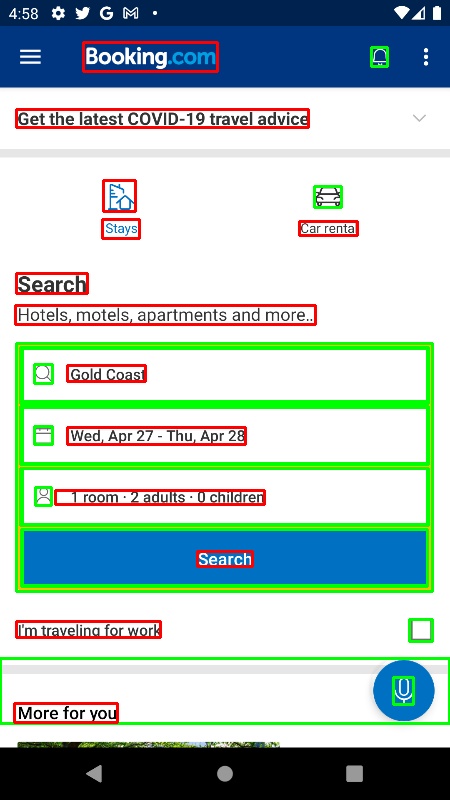 4:58
Booking.com
Get the latest COVID-19 travel advice
Stays
Car rental
Search
Hotels, motels, apartments and more..
Gold Coast
Wed, Apr 27 - Thu, Apr 28
1 room · 2 adults · 0 children
Search
I'm traveling for work
More for you